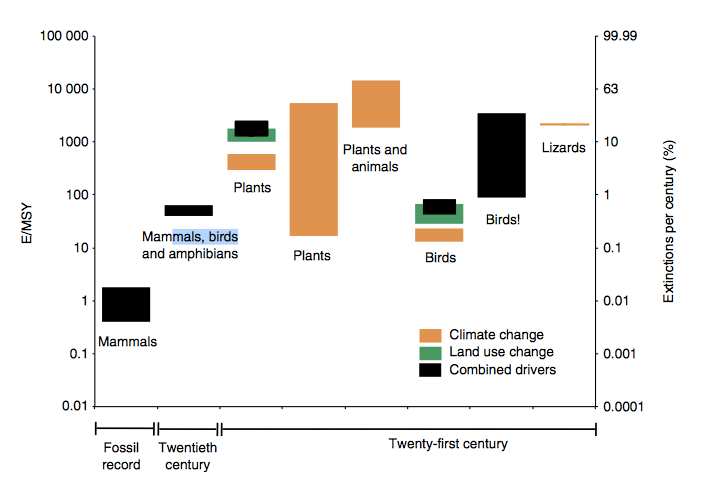 100 000
10 000
1000
100
10
1
0.1
0.01
E/MSY
99.99
63
10
1
0.1
0.01
0.001
0.0001
Extinctions per century (%)
Mammals
Mammals, birds
and amphibians
Plants
Plants
Plants and
animals
Birds
Birds!
Lizards
Climate change
Land use change
Combined drivers
Fossil
record
Twentieth
century
Twenty-first century